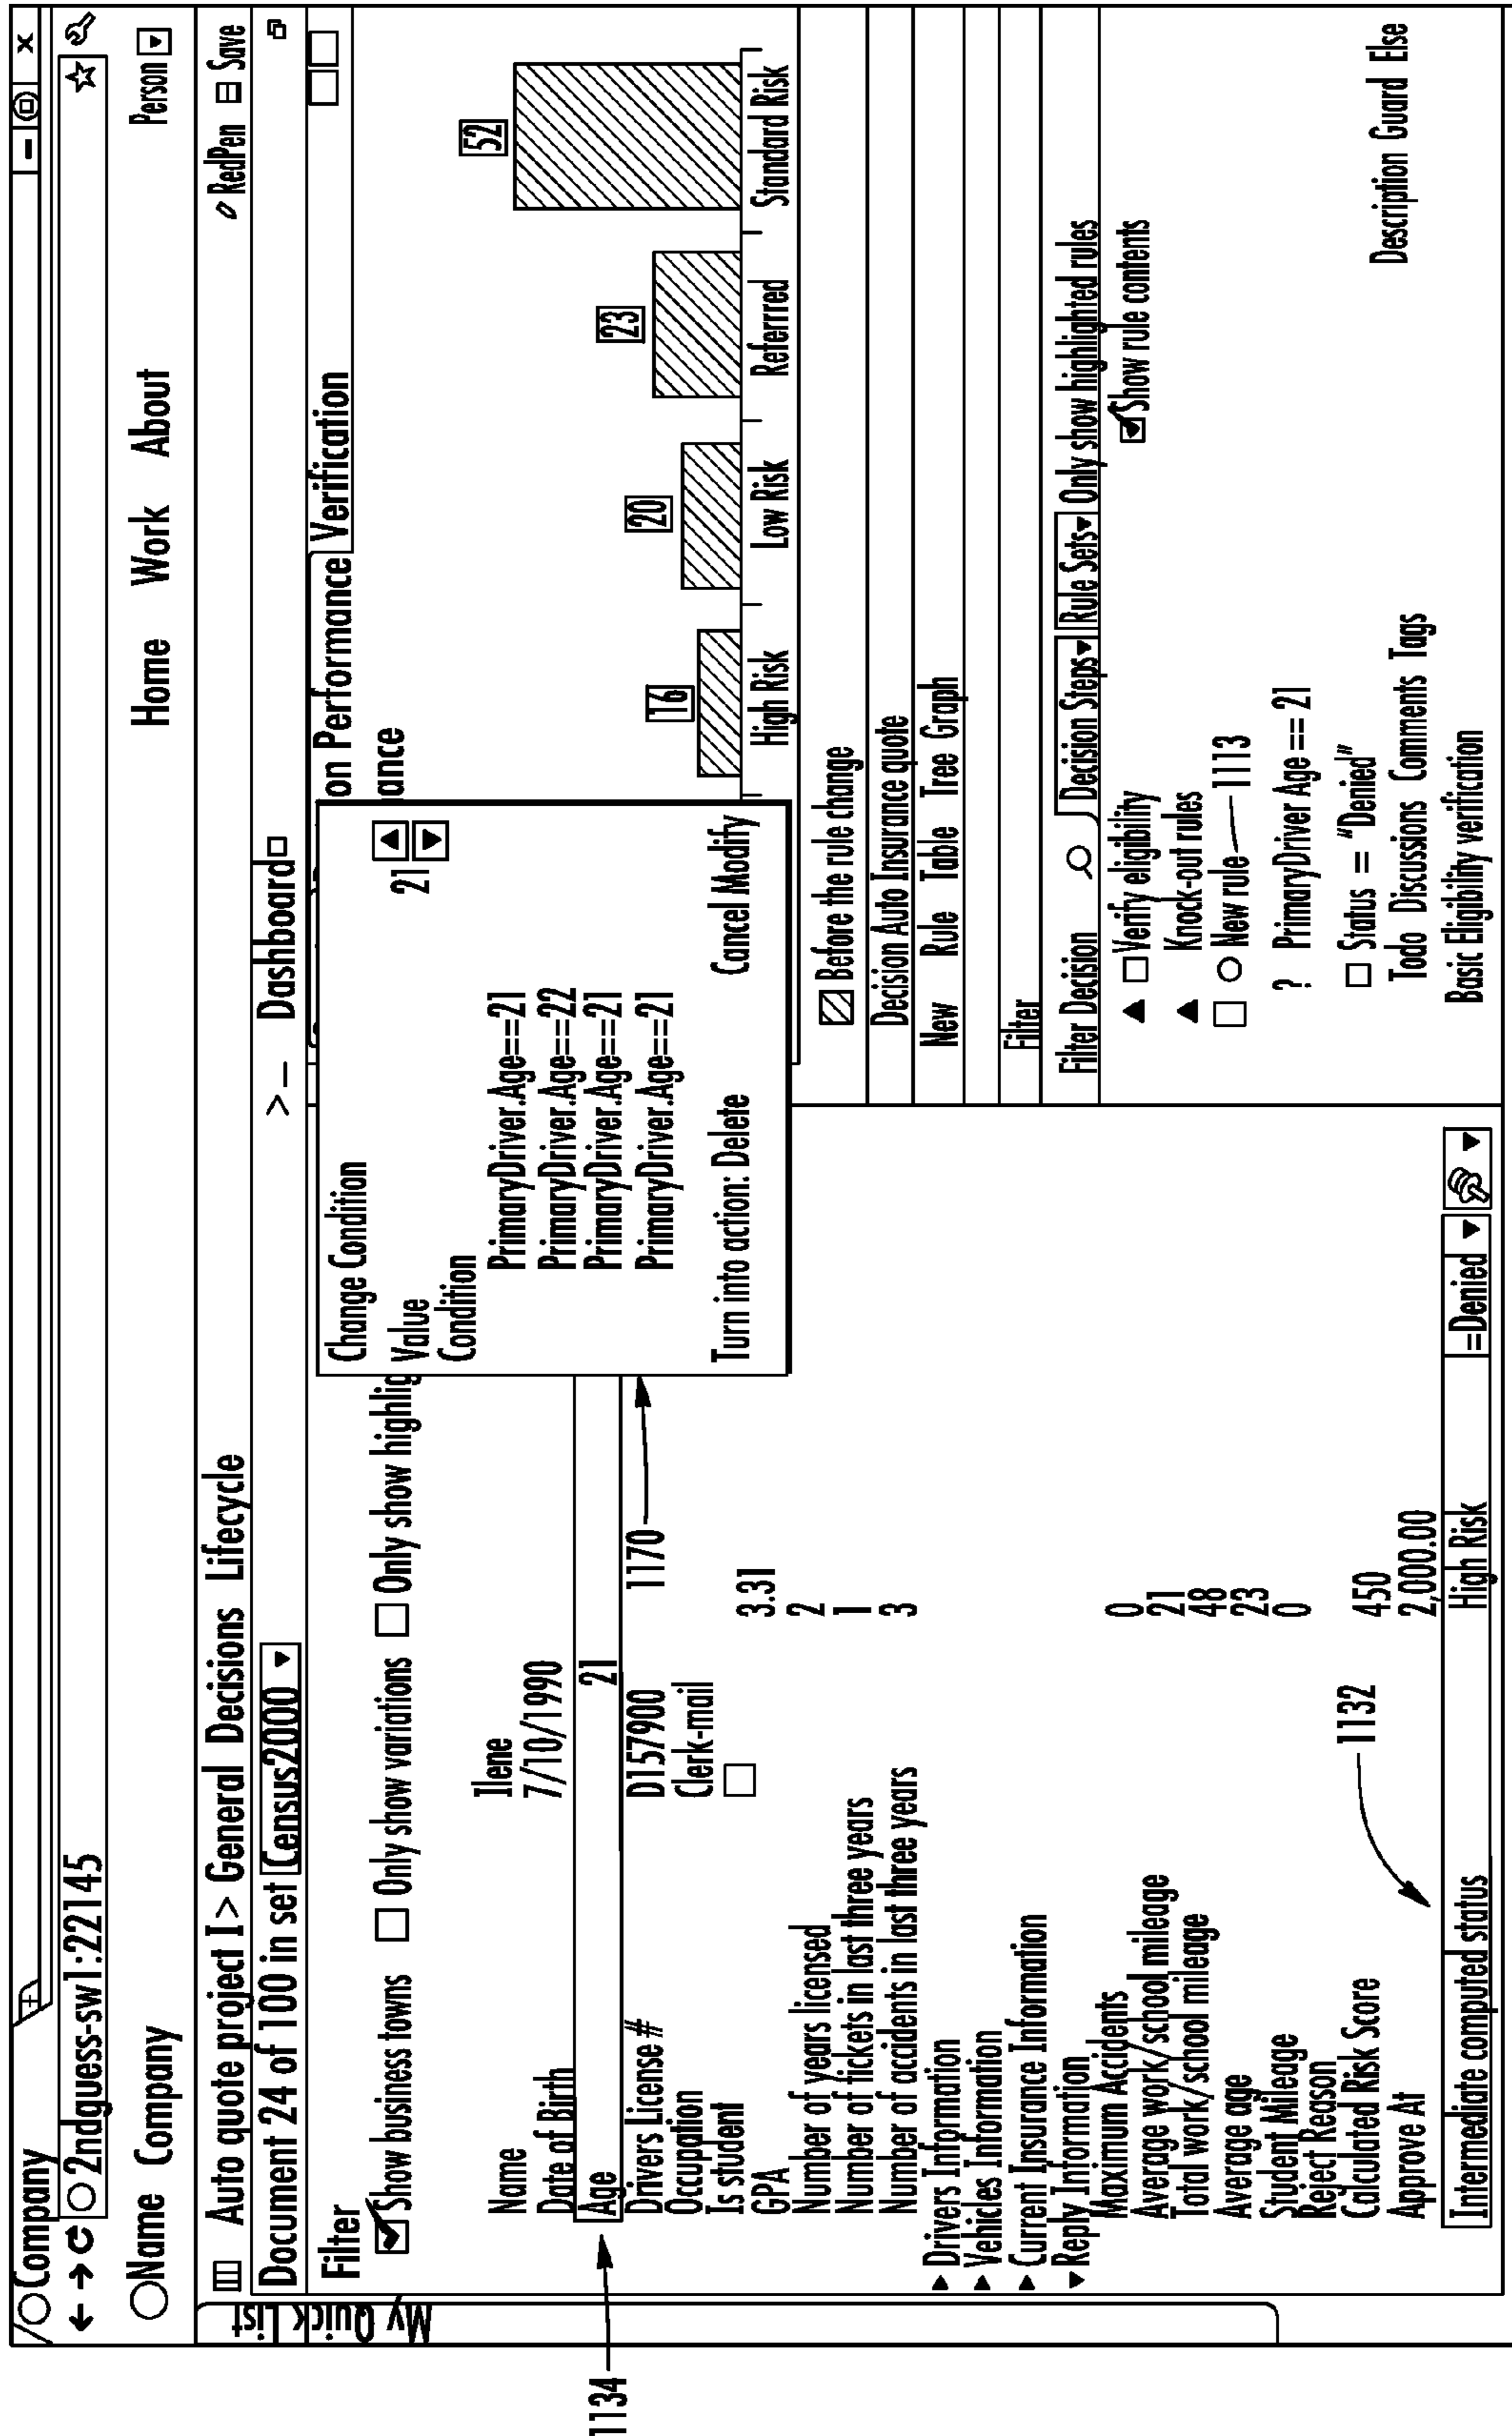 Company
2ndguess-sw1:22145
Name Company
Home Work About
Person
Auto quote project I > General Decisions Lifecycle
RedPen Save
Document 24 of 100 in set Census2000
> – Dashboard
My Quick List
Filter
Show business towns Only show variations Only show highlig
Name Ilene
Date of Birth 7/10/1990
Age 21
1134
Drivers License # D157900
1170
Occupation Clerk-mail
Is student
GPA 3.31
Number of years licensed 2
Number of tickets in last three years 1
Number of accidents in last three years 3
Drivers Information
Vehicles Information
Current Insurance Information
Reply Information
Maximum Accidents 0
Average work/school mileage 21
Total work/school mileage 48
Average age 23
Student Mileage 0
Reject Reason
Calculated Risk Score 450
Approve At 2,000.00
1132
Intermediate computed status High Risk =Denied
Change Condition
Value 21
Condition
PrimaryDriver.Age==21
PrimaryDriver.Age==22
PrimaryDriver.Age==21
PrimaryDriver.Age==21
Turn into action: Delete Cancel Modify
on Performance Verification
ance
16 20 23 52
High Risk Low Risk Referred Standard Risk
Before the rule change
Decision Auto Insurance quote
New Rule Table Tree Graph
Filter
Filter Decision Decision Steps Rule Sets Only show highlighted rules
Verify eligibility Show rule contents
Knock-out rules
New rule 1113
? PrimaryDriver Age == 21
Status = "Denied"
Todo Discussions Comments Tags Description Guard Else
Basic Eligibility verification